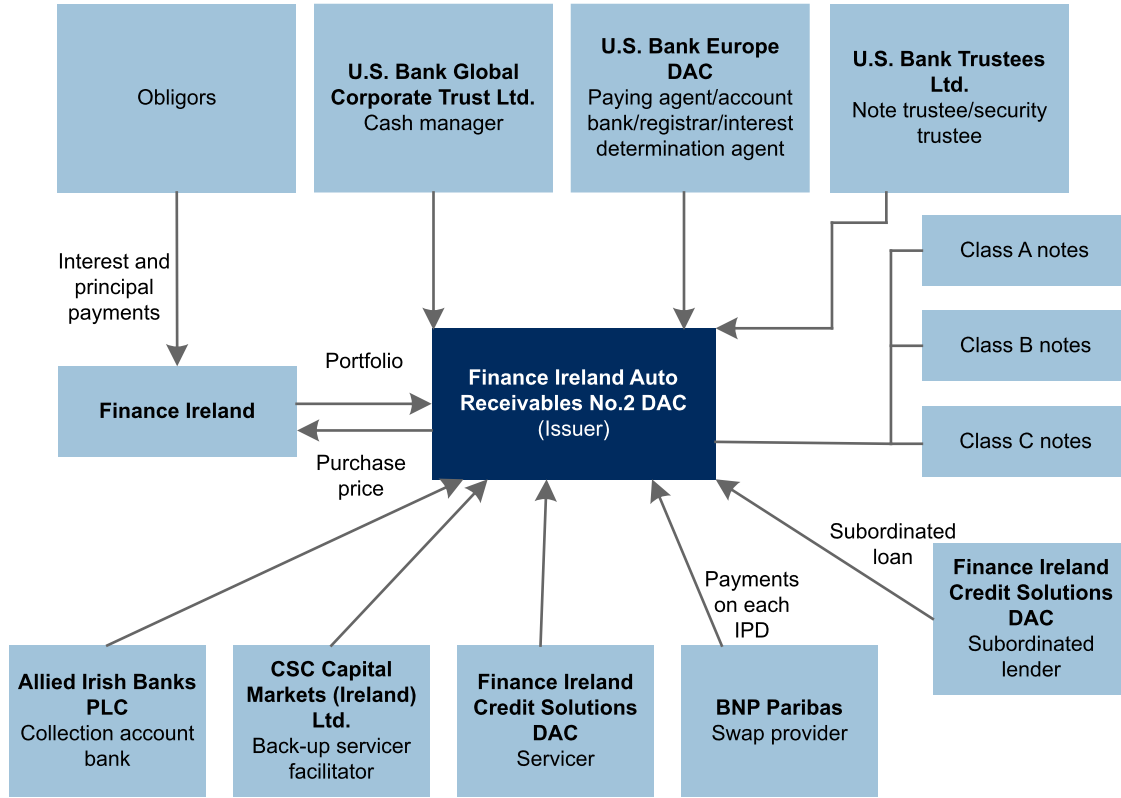 Obligors
U.S. Bank Global
Corporate Trust Ltd.
Cash manager
U.S. Bank Europe
DAC
Paying agent/account
bank/registrar/interest
determination agent
U.S. Bank Trustees
Ltd.
Note trustee/security
trustee
Interest and
principal
payments
Class A notes
Class B notes
Class C notes
Portfolio
Finance Ireland
Finance Ireland Auto
Receivables No.2 DAC
(Issuer)
Purchase
price
Subordinated
loan
Payments
on each
IPD
Finance Ireland
Credit Solutions
DAC
Subordinated
lender
Allied Irish Banks
PLC
Collection account
bank
CSC Capital
Markets (Ireland)
Ltd.
Back-up servicer
facilitator
Finance Ireland
Credit Solutions
DAC
Servicer
BNP Paribas
Swap provider